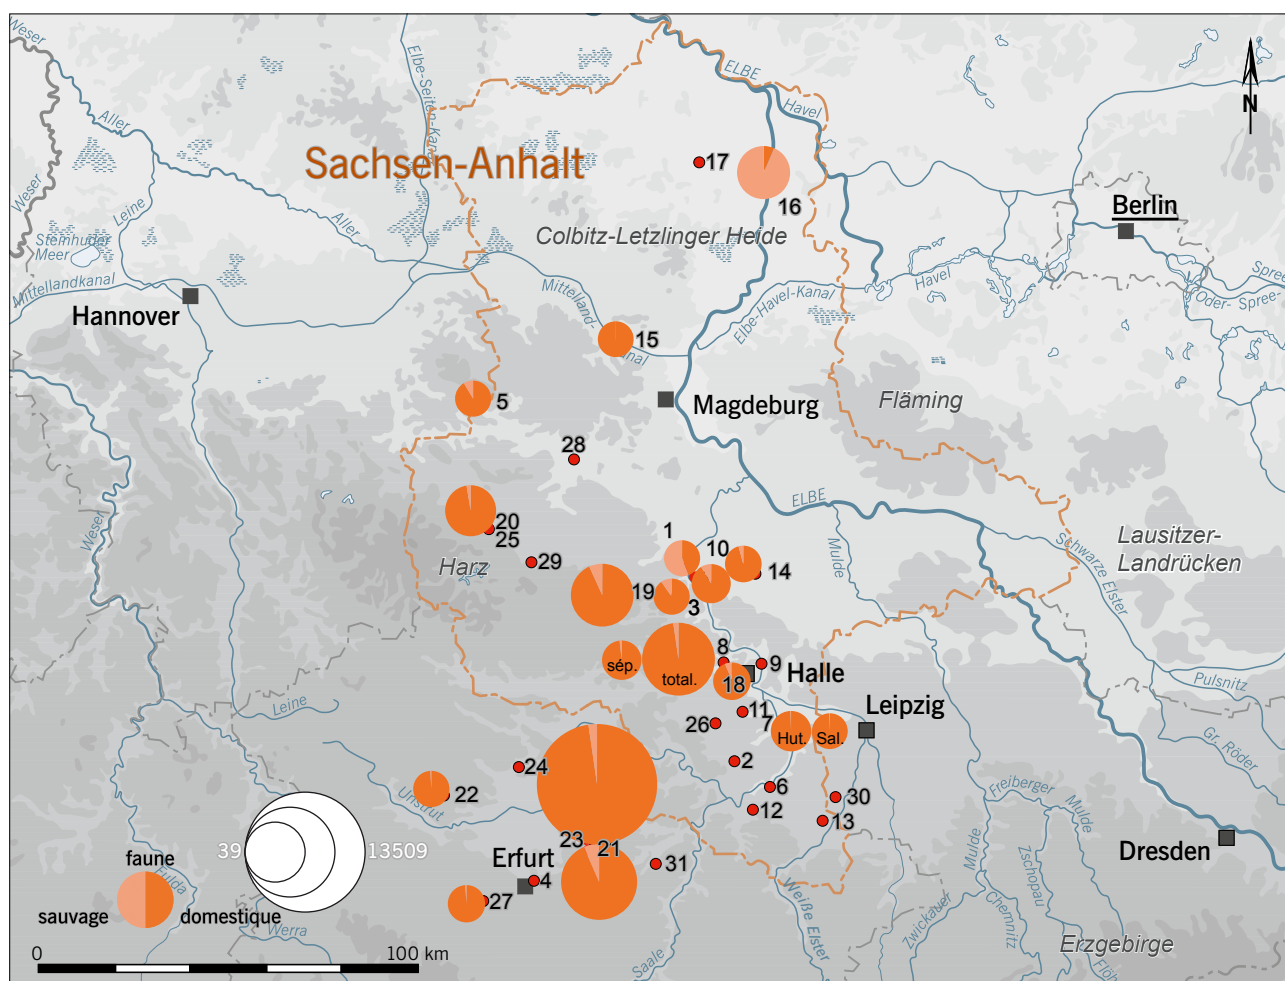 Weser
Aller
Elbe-Seiten-Kanal
ELBE
Havel
N
Sachsen-Anhalt
17
16
Weser
Leine
Aller
Berlin
Steinhuder
Meer
Colbitz-Letzlinger Heide
Mittellandkanal
Hannover
Mittelland-
kanal
Elbe-Havel-Kanal
Havel
Spree
Oder- Spree-
15
5
Magdeburg
Fläming
28
ELBE
20
25
1
10
Weser
Harz
29
14
Mulde
Schwarze Elster
Lausitzer-
Landrücken
19
3
sép.
total.
8
9
18
Halle
Pulsnitz
Leine
11
26
7
Leipzig
Hut.
Sal.
Gr.-Röder
2
24
6
30
22
Unstrut
12
13
Freiberger
Mulde
39
13509
23
21
Erfurt
31
Dresden
faune
sauvage
domestique
Fulda
4
27
Werra
Saale
Weiße Elster
Mulde
Zwickauer
Zschopau
Chemnitz
Flöh
Erzgebirge
0
100 km